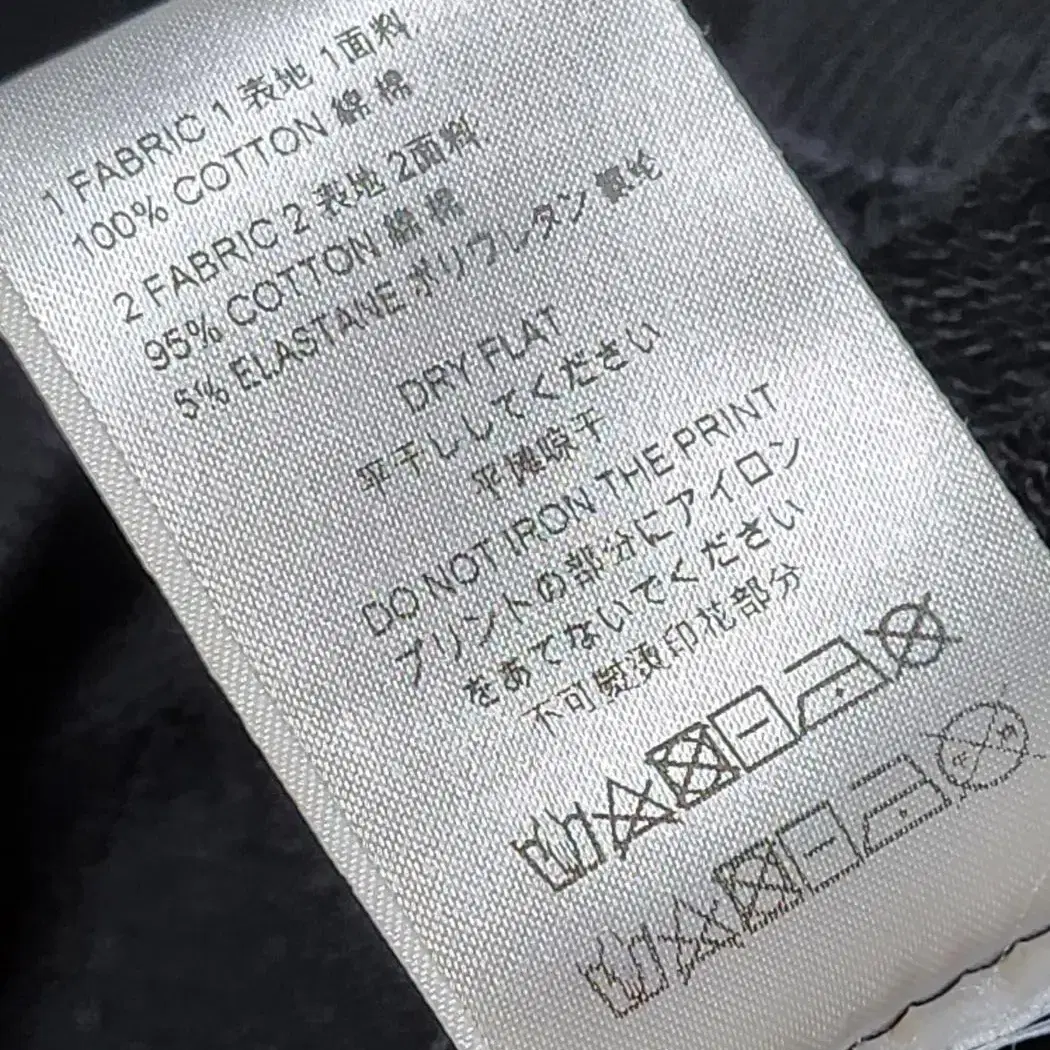 1 FABRIC 1 表地 1面料
100% COTTON 綿 棉
2 FABRIC 2 表地 2面料
95% COTTON 綿 棉
5% ELASTANE ポリウレタン 氨纶
DRY FLAT
平干ししてください
平摊晾干
DO NOT IRON THE PRINT
プリントの部分にアイロン
をあてないでください
不可熨烫印花部分